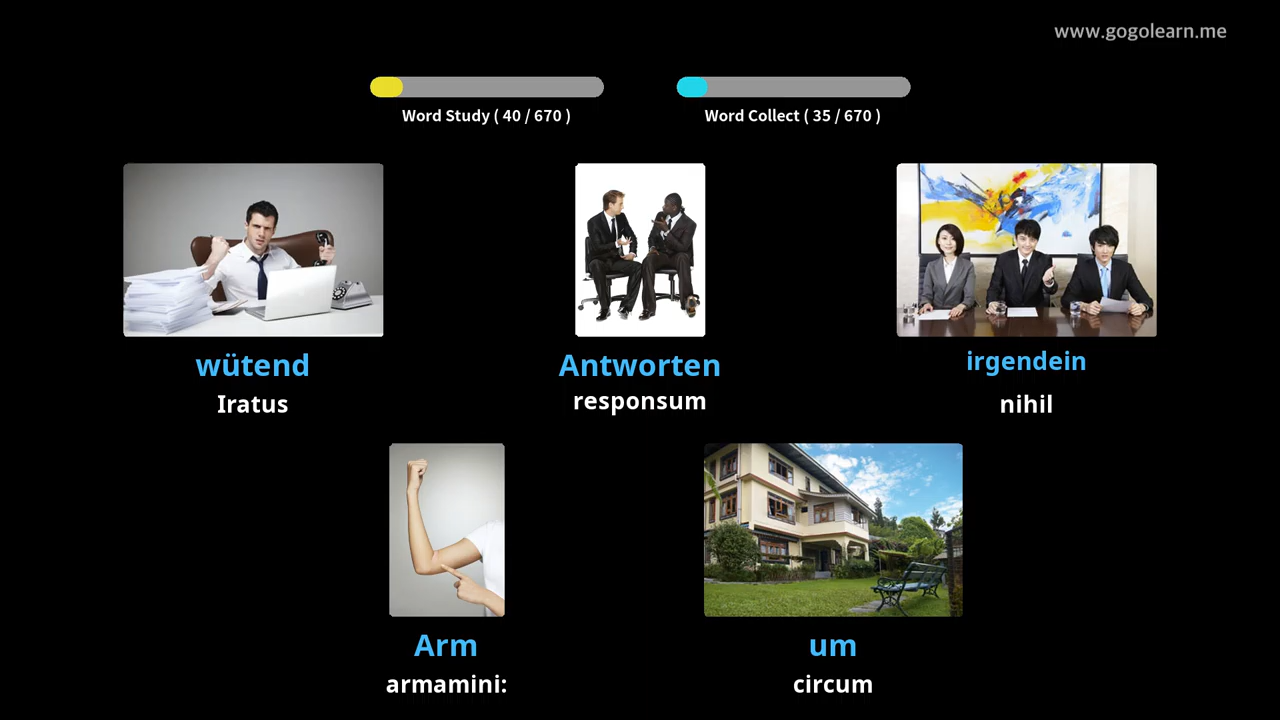 www.gogolearn.me
Word Study ( 40 / 670 )
Word Collect ( 35 / 670 )
wütend
Iratus
Antworten
responsum
irgendein
nihil
Arm
armamini:
um
circum